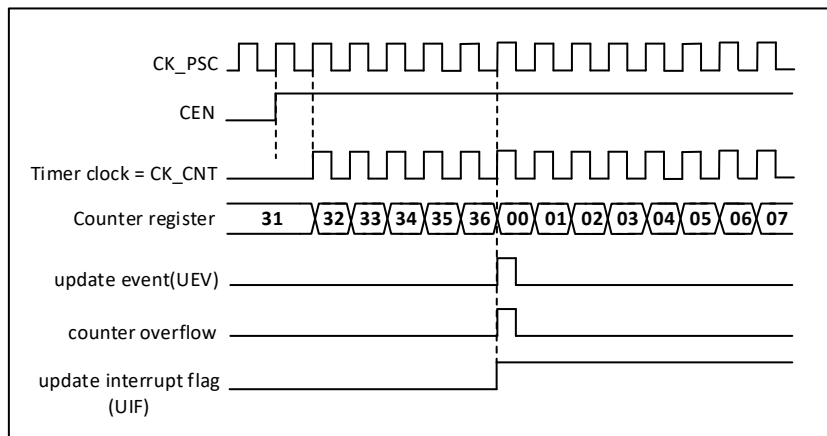 CK_PSC
CEN
Timer clock = CK_CNT
Counter register 31 32 33 34 35 36 00 01 02 03 04 05 06 07
update event(UEV)
counter overflow
update interrupt flag
(UIF)